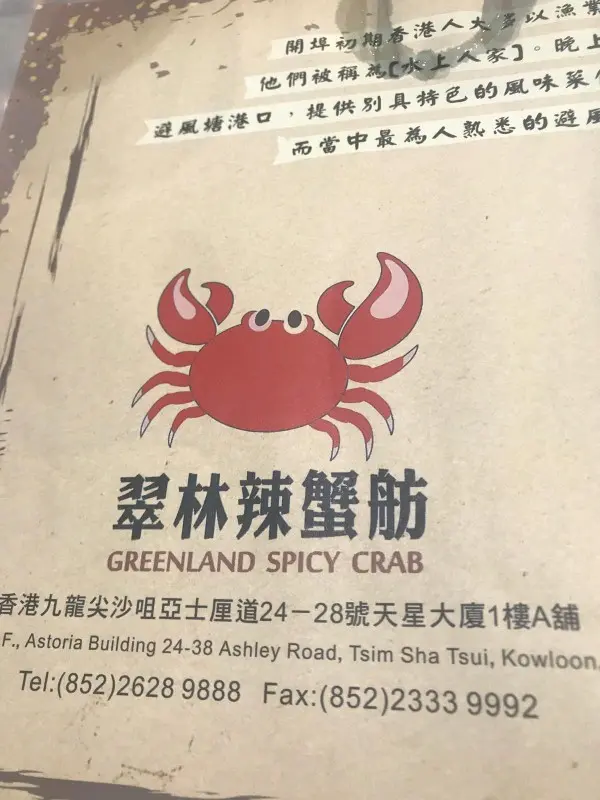 開埠初期香港人大多以漁業
他們被稱為[水上人家]。晚上
避風塘港口,提供別具特色的風味菜
而當中最為人熟悉的避風
翠林辣蟹舫
GREENLAND SPICY CRAB
香港九龍尖沙咀亞士厘道24-28號天星大廈1樓A舖
F., Astoria Building 24-38 Ashley Road, Tsim Sha Tsui, Kowloon,
Tel:(852)2628 9888 Fax:(852)2333 9992